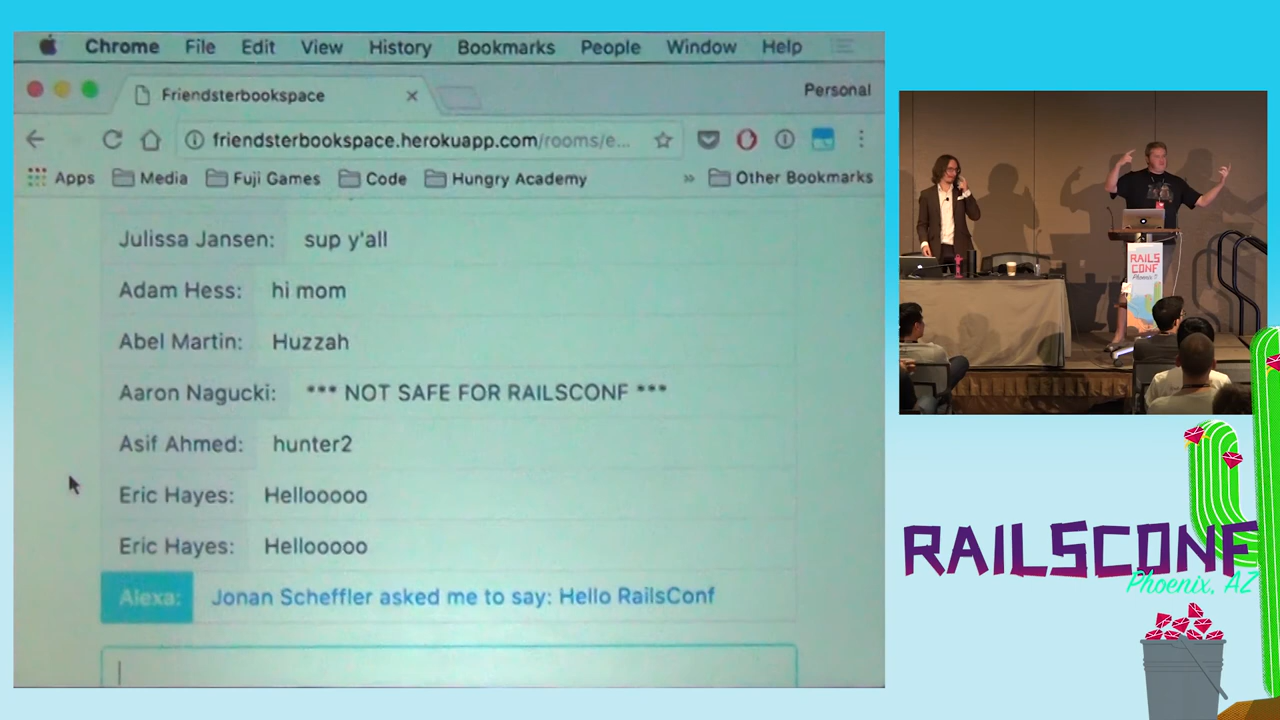 Chrome File Edit View History Bookmarks People Window Help
Friendsterbookspace
Personal
friendsterbookspace.herokuapp.com/rooms/e...
Apps Media Fuji Games Code Hungry Academy » Other Bookmarks
Julissa Jansen: sup y'all
Adam Hess: hi mom
Abel Martin: Huzzah
Aaron Nagucki: *** NOT SAFE FOR RAILSCONF ***
Asif Ahmed: hunter2
Eric Hayes: Hellooooo
Eric Hayes: Hellooooo
Alexa: Jonan Scheffler asked me to say: Hello RailsConf
RAILS
CONF
Phoenix
RAILSCONF
Phoenix, AZ